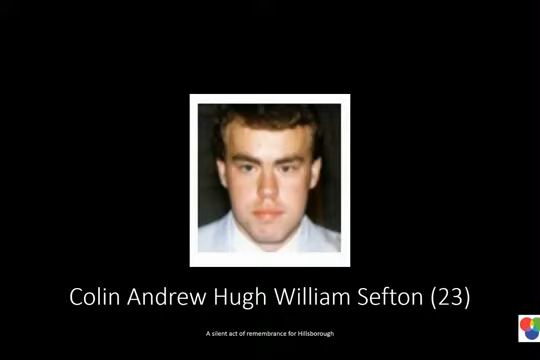 Colin Andrew Hugh William Sefton (23)
A silent act of remembrance for Hillsborough